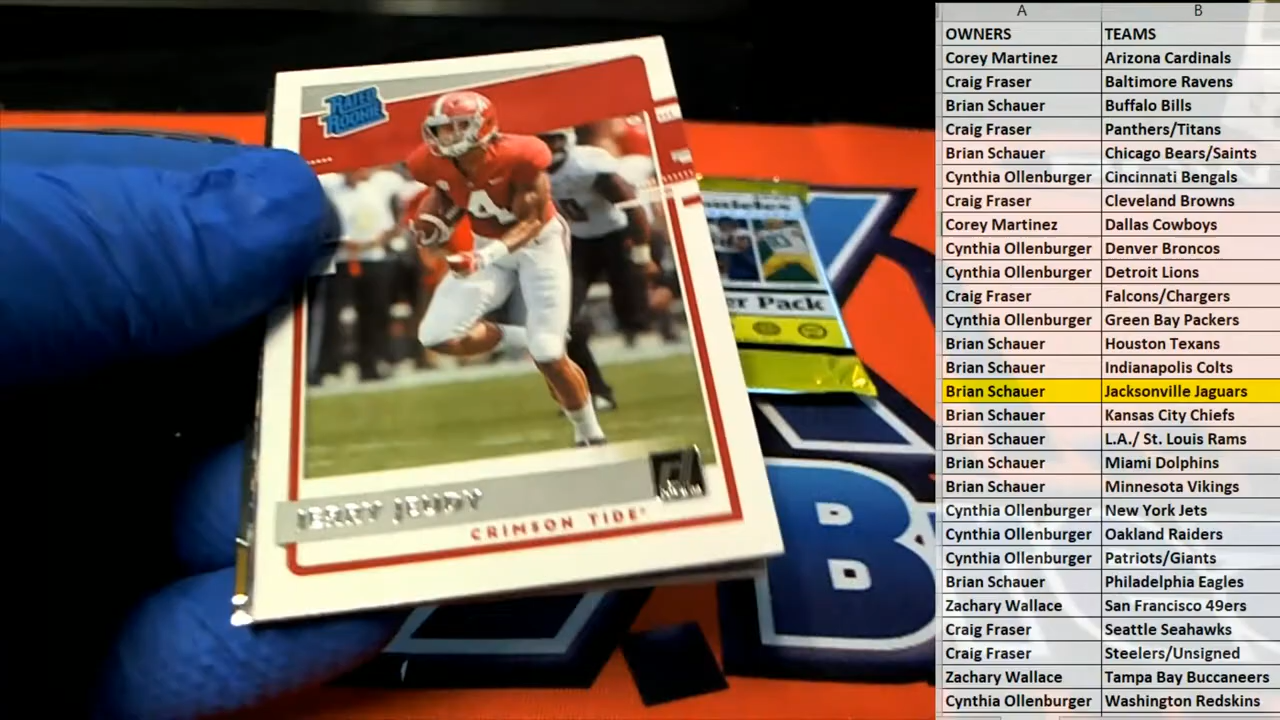 RATED
ROOKIE
4
JERRY JEUDY
CRIMSON TIDE
er Pack
B
A B
OWNERS TEAMS
Corey Martinez Arizona Cardinals
Craig Fraser Baltimore Ravens
Brian Schauer Buffalo Bills
Craig Fraser Panthers/Titans
Brian Schauer Chicago Bears/Saints
Cynthia Ollenburger Cincinnati Bengals
Craig Fraser Cleveland Browns
Corey Martinez Dallas Cowboys
Cynthia Ollenburger Denver Broncos
Cynthia Ollenburger Detroit Lions
Craig Fraser Falcons/Chargers
Cynthia Ollenburger Green Bay Packers
Brian Schauer Houston Texans
Brian Schauer Indianapolis Colts
Brian Schauer Jacksonville Jaguars
Brian Schauer Kansas City Chiefs
Brian Schauer L.A./ St. Louis Rams
Brian Schauer Miami Dolphins
Brian Schauer Minnesota Vikings
Cynthia Ollenburger New York Jets
Cynthia Ollenburger Oakland Raiders
Cynthia Ollenburger Patriots/Giants
Brian Schauer Philadelphia Eagles
Zachary Wallace San Francisco 49ers
Craig Fraser Seattle Seahawks
Craig Fraser Steelers/Unsigned
Zachary Wallace Tampa Bay Buccaneers
Cynthia Ollenburger Washington Redskins